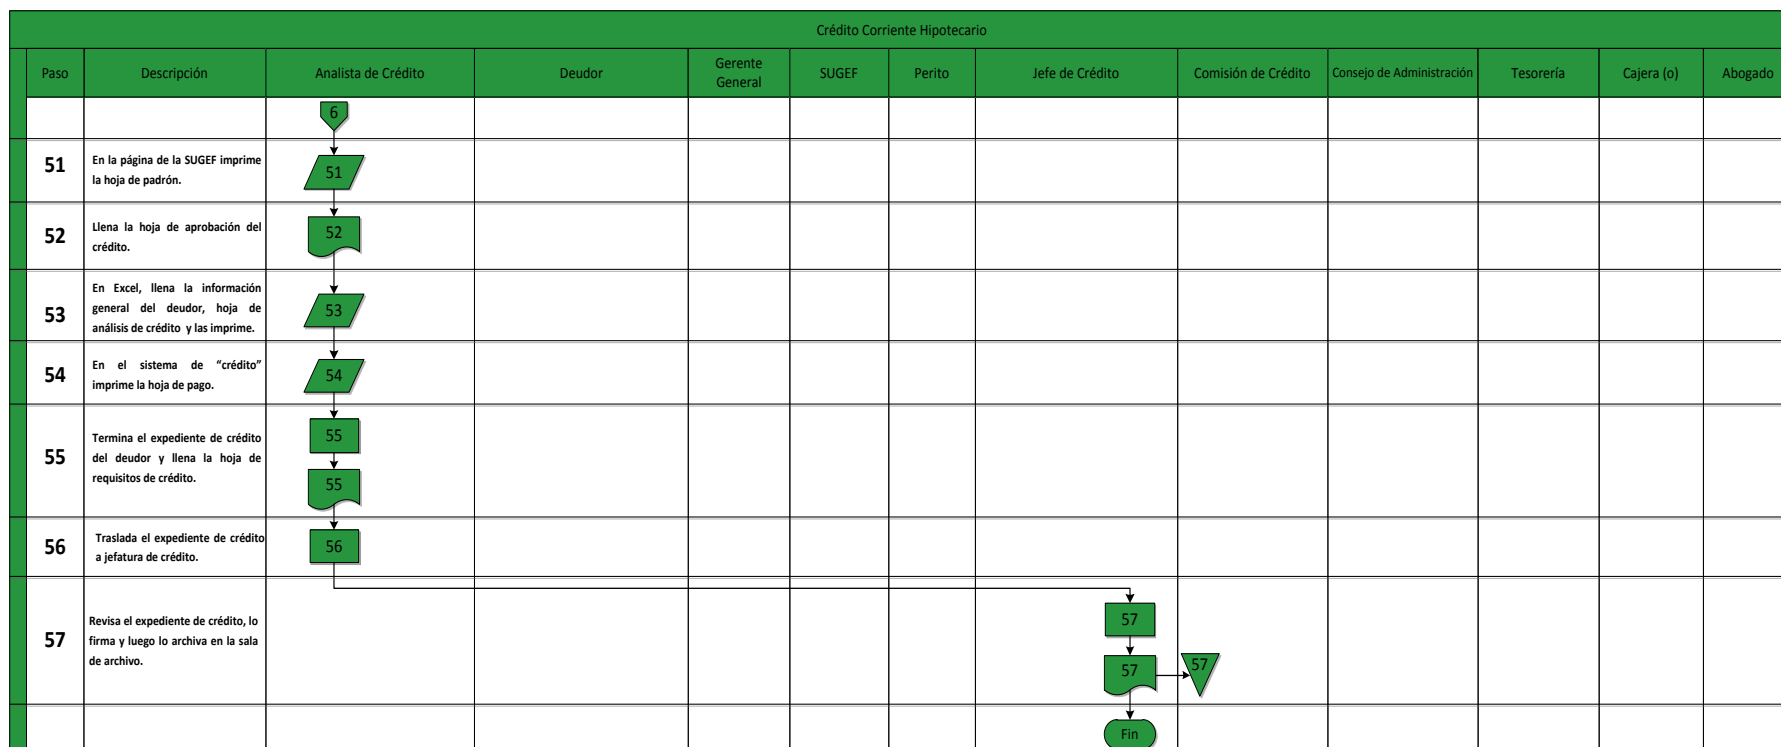 Crédito Corriente Hipotecario
Paso
Descripción
Analista de Crédito
Deudor
Gerente
General
SUGEF
Perito
Jefe de Crédito
Comisión de Crédito
Consejo de Administración
Tesorería
Cajera (o)
Abogado
6
51
En la página de la SUGEF imprime
la hoja de padrón.
51
52
Llena la hoja de aprobación del
crédito.
52
53
En Excel, llena la información
general del deudor, hoja de
análisis de crédito y las imprime.
53
54
En el sistema de “crédito”
imprime la hoja de pago.
54
55
Termina el expediente de crédito
del deudor y llena la hoja de
requisitos de crédito.
55
55
56
Traslada el expediente de crédito
a jefatura de crédito.
56
57
Revisa el expediente de crédito, lo
firma y luego lo archiva en la sala
de archivo.
57
57
57
Fin